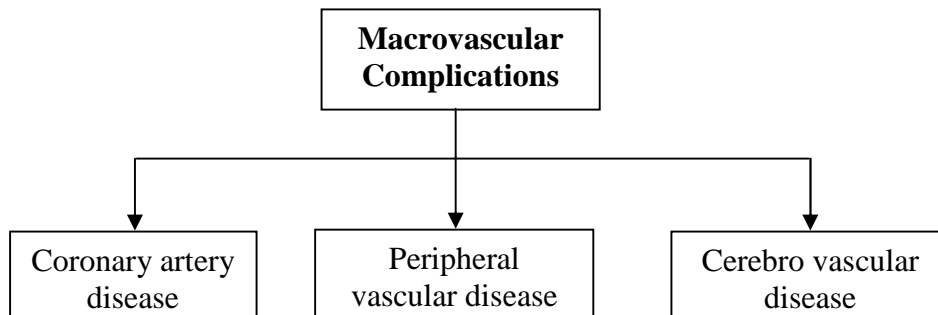 Macrovascular
Complications
Coronary artery
disease
Peripheral
vascular disease
Cerebro vascular
disease